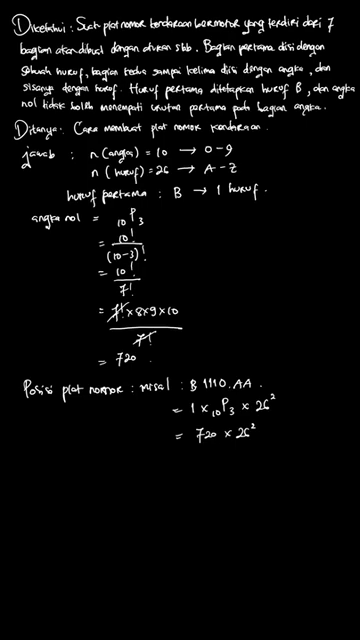 Diketahui: Suatu plat nomor kendaraan bermotor yang terdiri dari 7
bagian akan dibuat dengan aturan sbb. Bagian pertama diisi dengan
sebuah huruf, bagian kedua sampai kelima diisi dengan angka, dan
sisanya dengan huruf. Huruf pertama ditetapkan huruf B, dan angka
nol tidak boleh menempati urutan pertama pada bagian angka.
Ditanya: Cara membuat plat nomor kendaraan.
jawab : n (angka) = 10 → 0-9
n (huruf) = 26 → A-Z
huruf pertama : B → 1 huruf.
angka nol = ₁₀P₃
= 10!
(10-3)!
= 10!
7!
= 7! x 8 x 9 x 10
7!
= 720
Posisi plat nomor : misal : B 1110.AA.
= 1 x ₁₀P₃ x 26²
= 720 x 26²